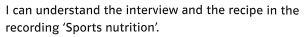 I can understand the interview and the recipe in the
recording ‘Sports nutrition’.